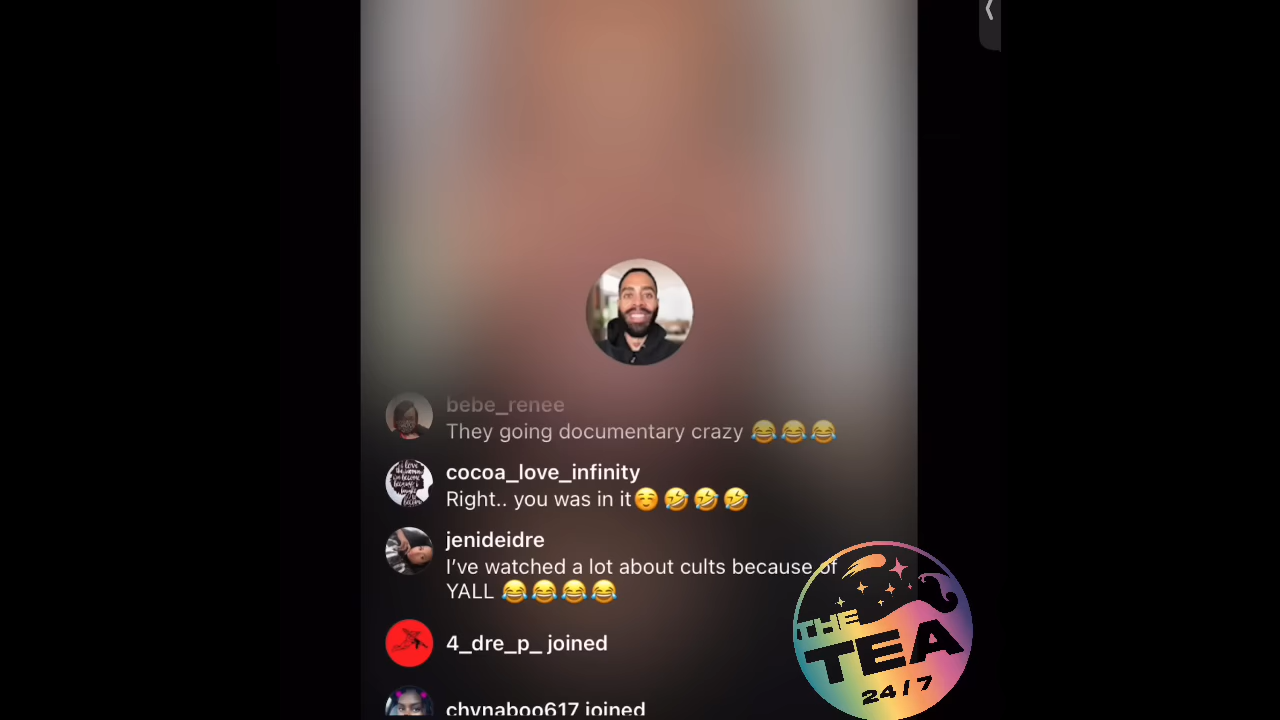 bebe_renee
They going documentary crazy 😂😂😂
cocoa_love_infinity
Right.. you was in it☺️🤣🤣🤣
jenideidre
I’ve watched a lot about cults because of
YALL 😂😂😂😂
4_dre_p_ joined
chynaboo617 joined
THE
TEA
24/7